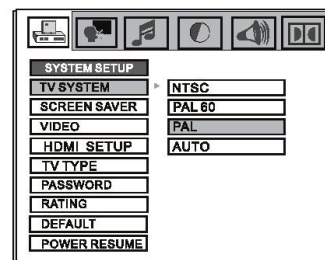 SYSTEM SETUP
TV SYSTEM
SCREEN SAVER
VIDEO
HDMI SETUP
TV TYPE
PASSWORD
RATING
DEFAULT
POWER RESUME
NTSC
PAL 60
PAL
AUTO